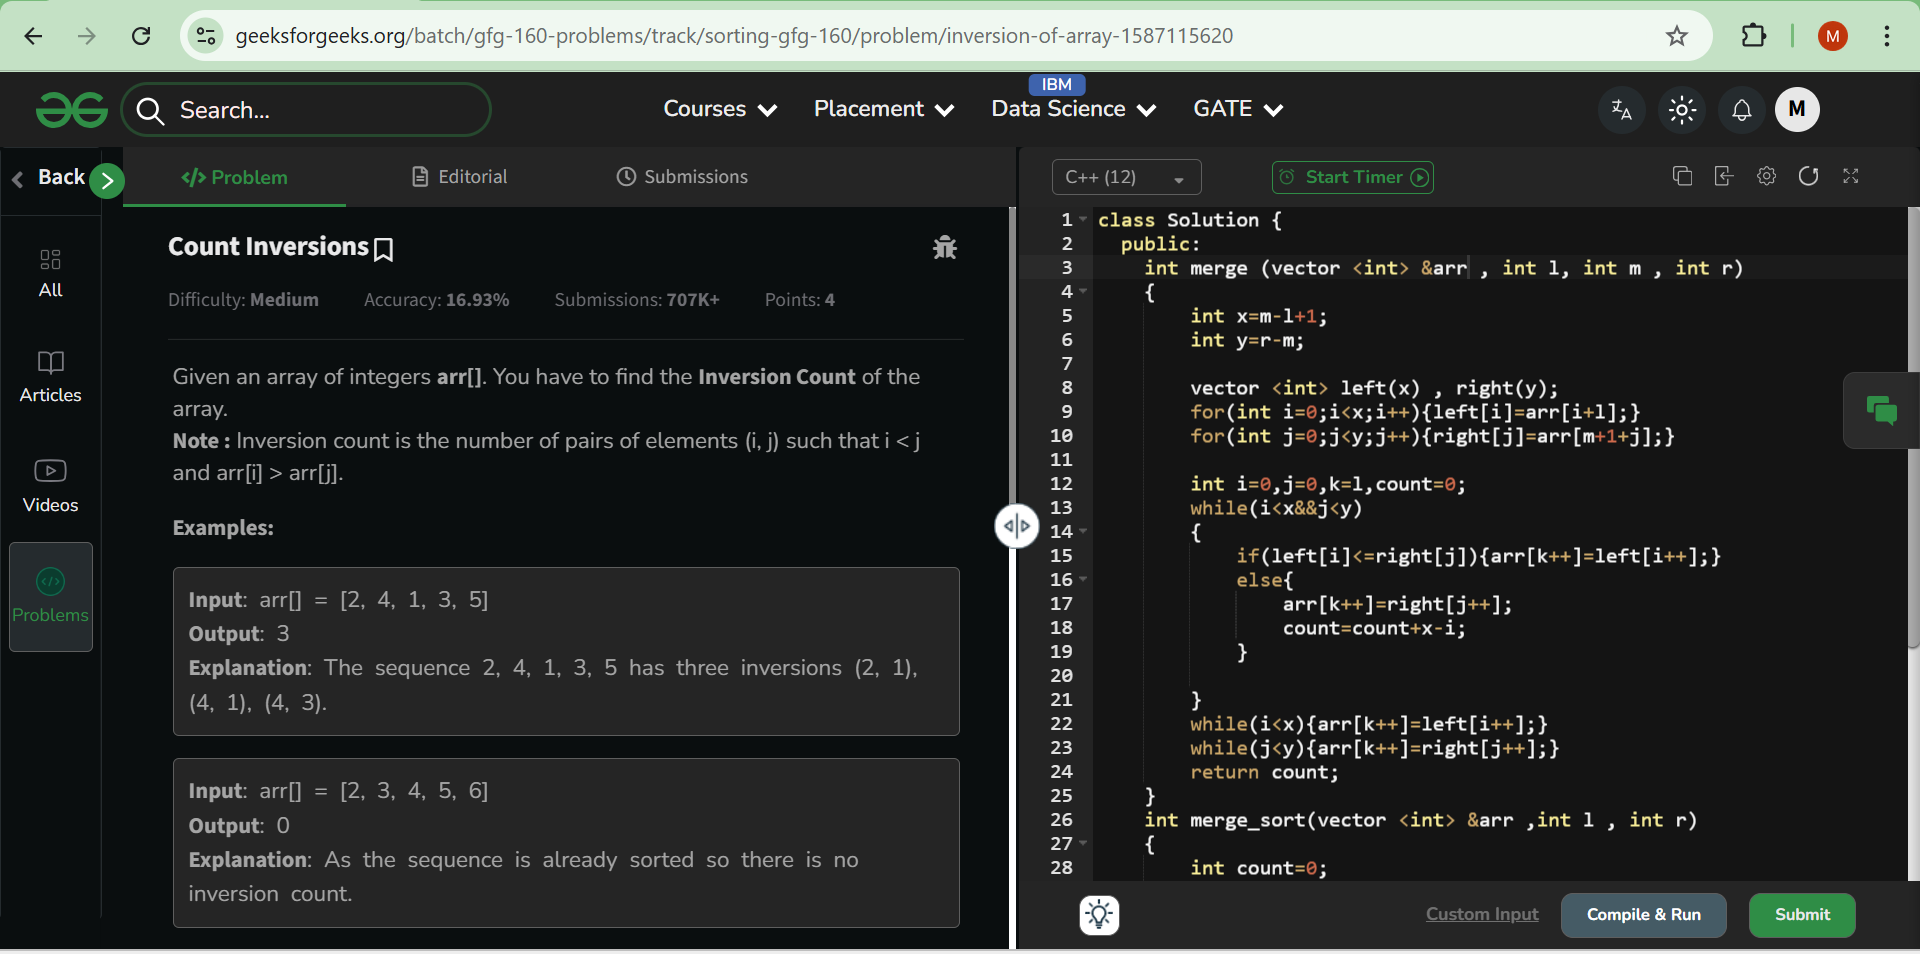 geeksforgeeks.org/batch/gfg-160-problems/track/sorting-gfg-160/problem/inversion-of-array-1587115620
M
Search...
Courses
Placement
IBM
Data Science
GATE
M
Back
Problem
Editorial
Submissions
C++ (12)
Start Timer
All
Articles
Videos
Problems
Count Inversions
Difficulty: Medium Accuracy: 16.93% Submissions: 707K+ Points: 4
Given an array of integers arr[]. You have to find the Inversion Count of the
array.
Note : Inversion count is the number of pairs of elements (i, j) such that i < j
and arr[i] > arr[j].
Examples:
Input: arr[] = [2, 4, 1, 3, 5]
Output: 3
Explanation: The sequence 2, 4, 1, 3, 5 has three inversions (2, 1),
(4, 1), (4, 3).
Input: arr[] = [2, 3, 4, 5, 6]
Output: 0
Explanation: As the sequence is already sorted so there is no
inversion count.
1 class Solution {
2 public:
3 int merge (vector <int> &arr , int l, int m , int r)
4 {
5 int x=m-l+1;
6 int y=r-m;
7
8 vector <int> left(x) , right(y);
9 for(int i=0;i<x;i++){left[i]=arr[i+l];}
10 for(int j=0;j<y;j++){right[j]=arr[m+1+j];}
11
12 int i=0,j=0,k=l,count=0;
13 while(i<x&&j<y)
14 {
15 if(left[i]<=right[j]){arr[k++]=left[i++];}
16 else{
17 arr[k++]=right[j++];
18 count=count+x-i;
19 }
20
21 }
22 while(i<x){arr[k++]=left[i++];}
23 while(j<y){arr[k++]=right[j++];}
24 return count;
25 }
26 int merge_sort(vector <int> &arr ,int l , int r)
27 {
28 int count=0;
Custom Input
Compile & Run
Submit